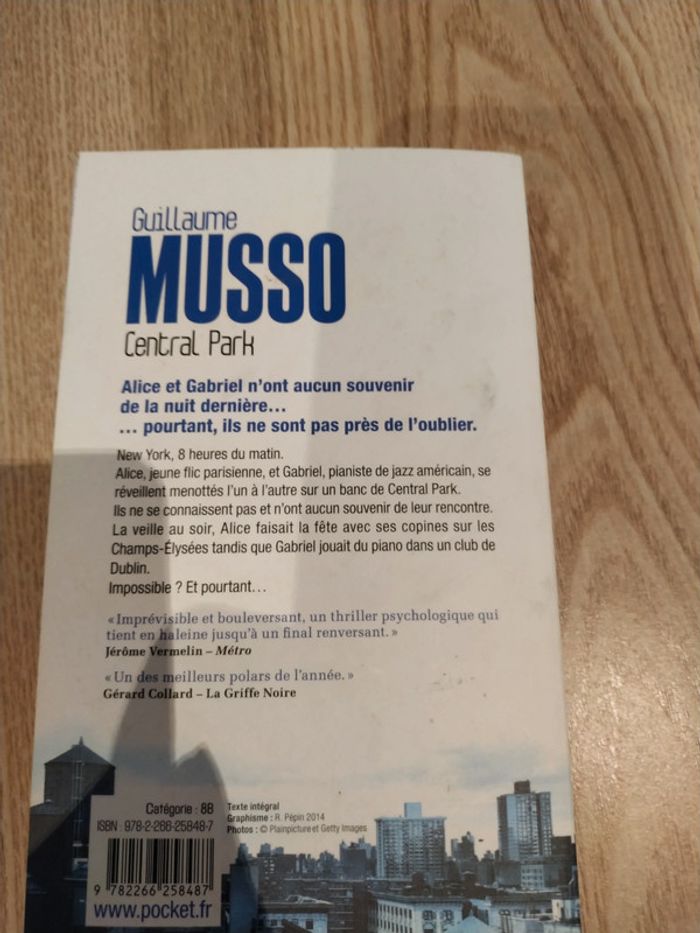 Guillaume
MUSSO
Central Park
Alice et Gabriel n'ont aucun souvenir
de la nuit dernière…
… pourtant, ils ne sont pas près de l'oublier.
New York, 8 heures du matin.
Alice, jeune flic parisienne, et Gabriel, pianiste de jazz américain, se
réveillent menottés l'un à l'autre sur un banc de Central Park.
Ils ne se connaissent pas et n'ont aucun souvenir de leur rencontre.
La veille au soir, Alice faisait la fête avec ses copines sur les
Champs-Élysées tandis que Gabriel jouait du piano dans un club de
Dublin.
Impossible ? Et pourtant…
« Imprévisible et bouleversant, un thriller psychologique qui
tient en haleine jusqu'à un final renversant. »
Jérôme Vermelin – Métro
« Un des meilleurs polars de l'année. »
Gérard Collard – La Griffe Noire
Catégorie : 8B
ISBN : 978-2-266-25848-7
9 782266 258487
www.pocket.fr
Texte intégral
Graphisme : R. Pépin 2014
Photos : © Plainpicture et Getty Images